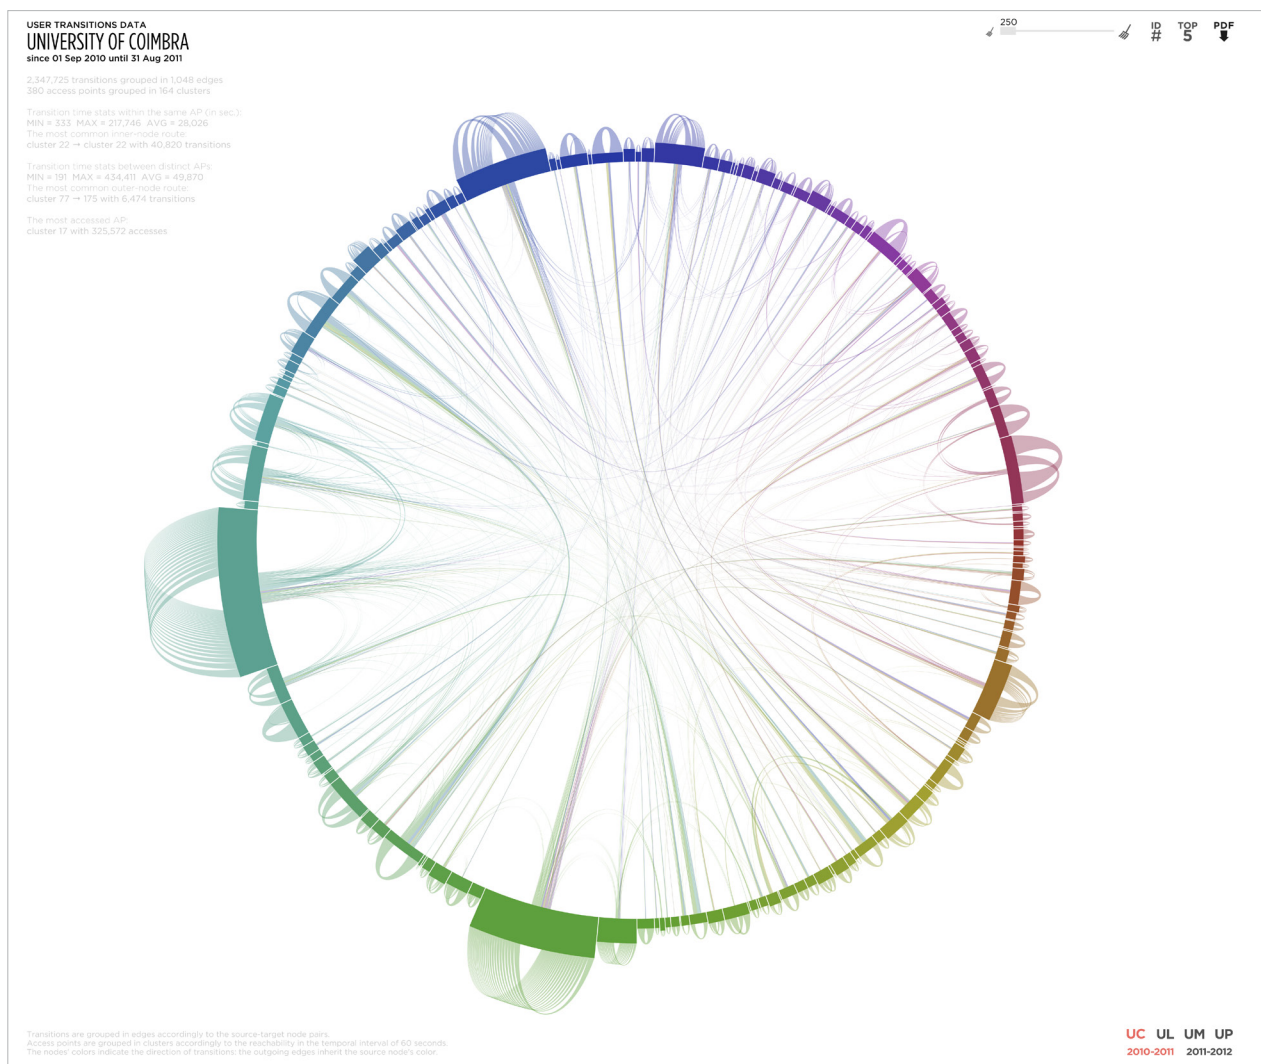 USER TRANSITIONS DATA
UNIVERSITY OF COIMBRA
since 01 Sep 2010 until 31 Aug 2011
2,347,725 transitions grouped in 1,048 edges
380 access points grouped in 164 clusters
Transition time stats within the same AP (in sec.):
MIN = 333 MAX = 217,746 AVG = 28,026
The most common inner-node route:
cluster 22 → cluster 22 with 40,820 transitions
Transition time stats between distinct APs:
MIN = 191 MAX = 434,411 AVG = 49,870
The most common outer-node route:
cluster 77 → 175 with 6,474 transitions
The most accessed AP:
cluster 17 with 325,572 accesses
250
ID
#
TOP
5
PDF
Transitions are grouped in edges accordingly to the source-target node pairs.
Access points are grouped in clusters accordingly to the reachability in the temporal interval of 60 seconds.
The nodes' colors indicate the direction of transitions: the outgoing edges inherit the source node's color.
UC UL UM UP
2010-2011 2011-2012